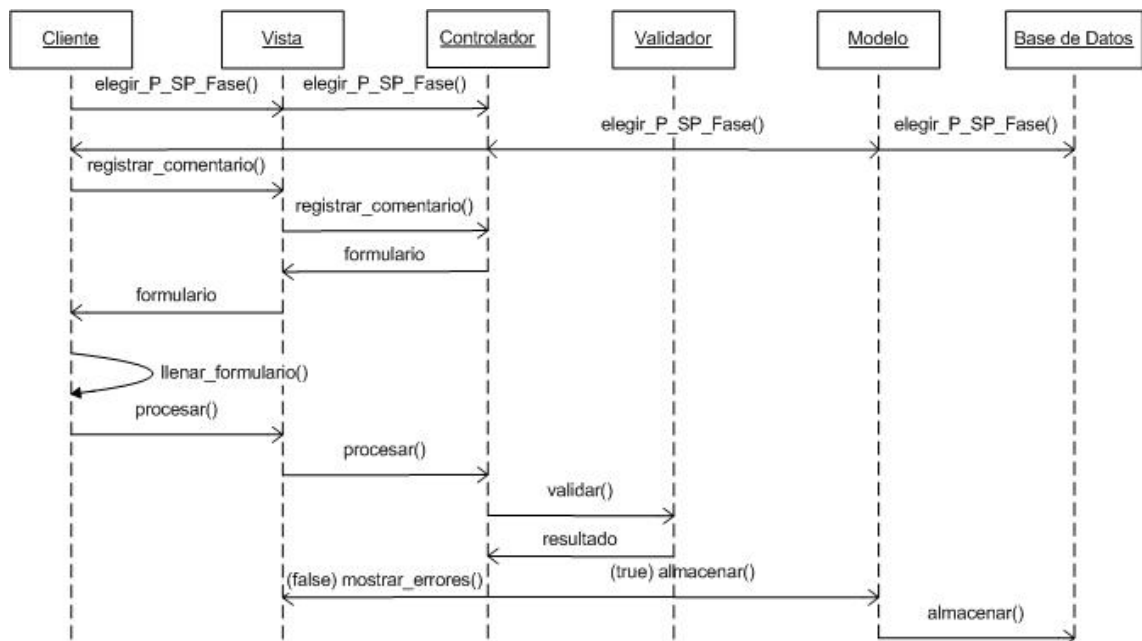 Cliente
Vista
Controlador
Validador
Modelo
Base de Datos
elegir_P_SP_Fase()
elegir_P_SP_Fase()
elegir_P_SP_Fase()
elegir_P_SP_Fase()
registrar_comentario()
registrar_comentario()
formulario
formulario
llenar_formulario()
procesar()
procesar()
validar()
resultado
(false) mostrar_errores()
(true) almacenar()
almacenar()